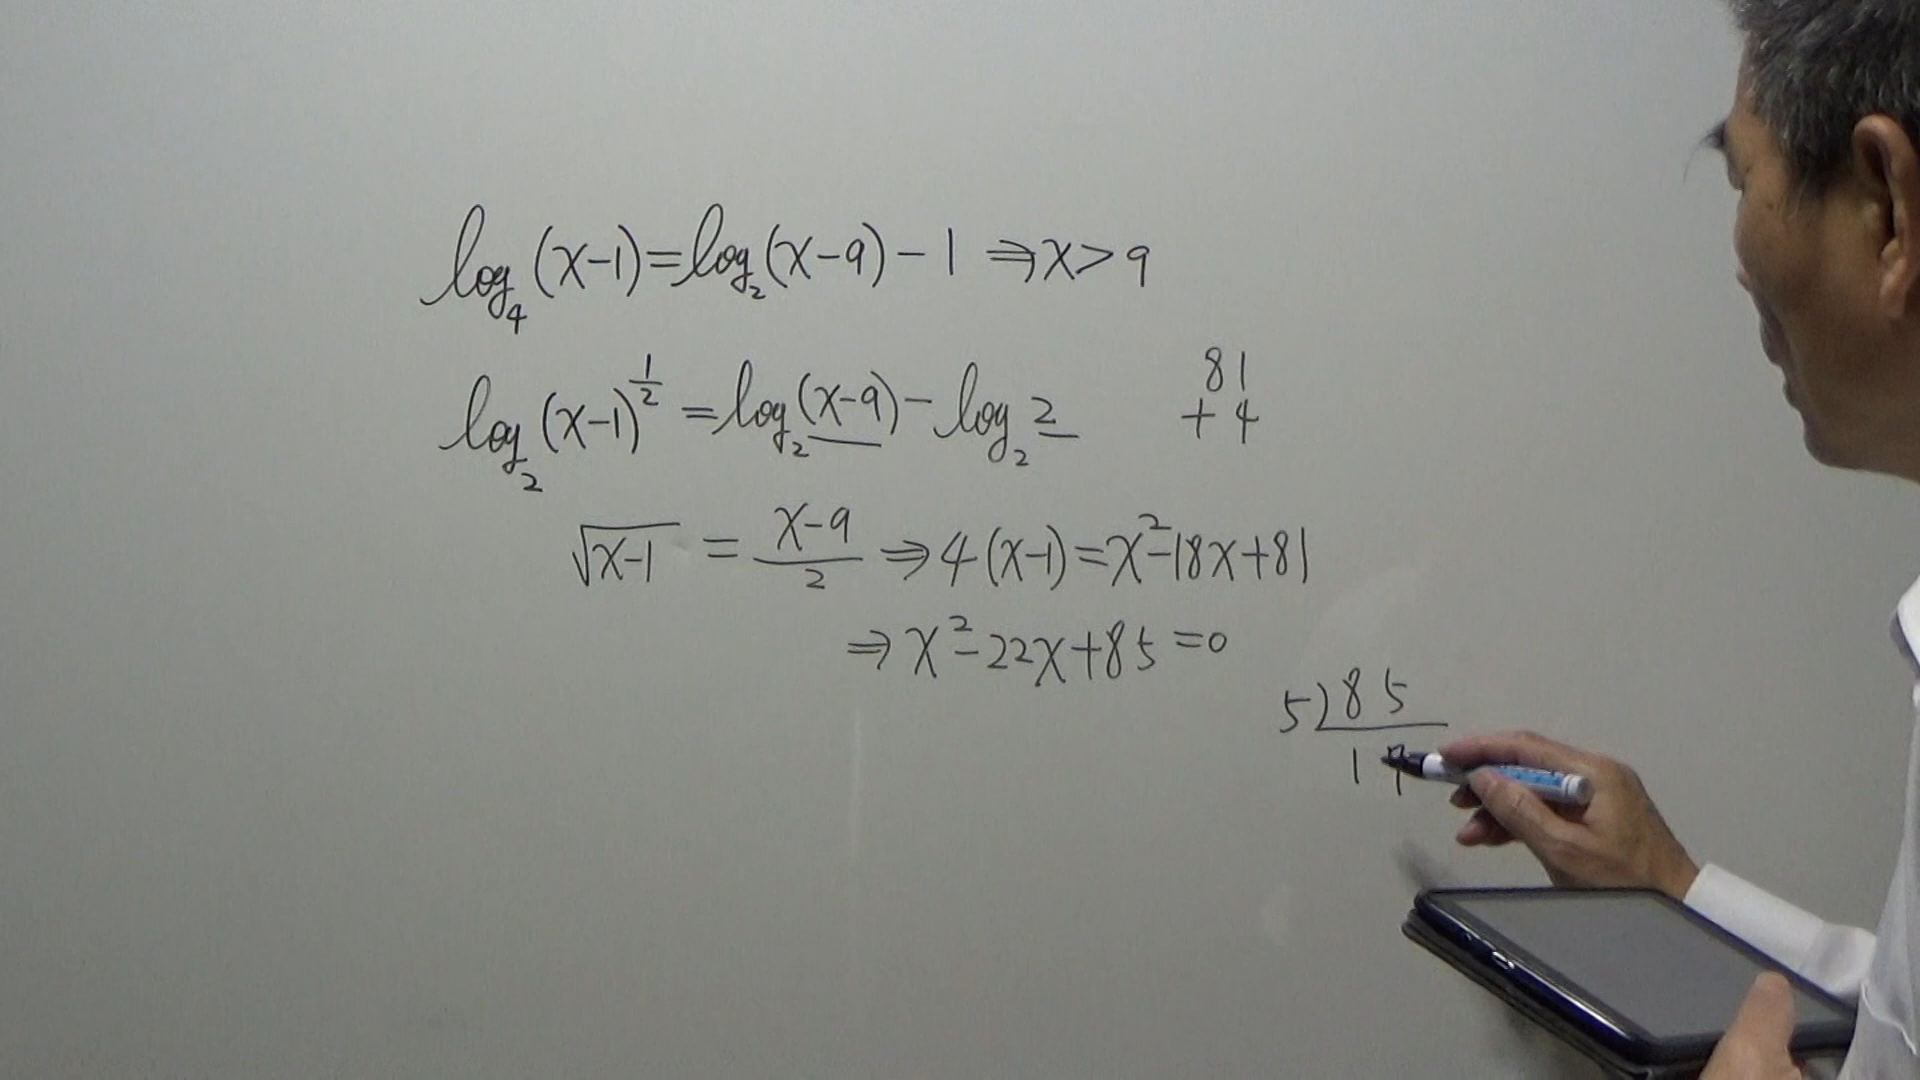 log₄(x-1)=log₂(x-9)-1 ⇒x>9
log₂(x-1)^½ =log₂(x-9)-log₂2
81
+4
√x-1 = x-9/2 ⇒4(x-1)=x²-18x+81
⇒x²-22x+85=0
5)85
17